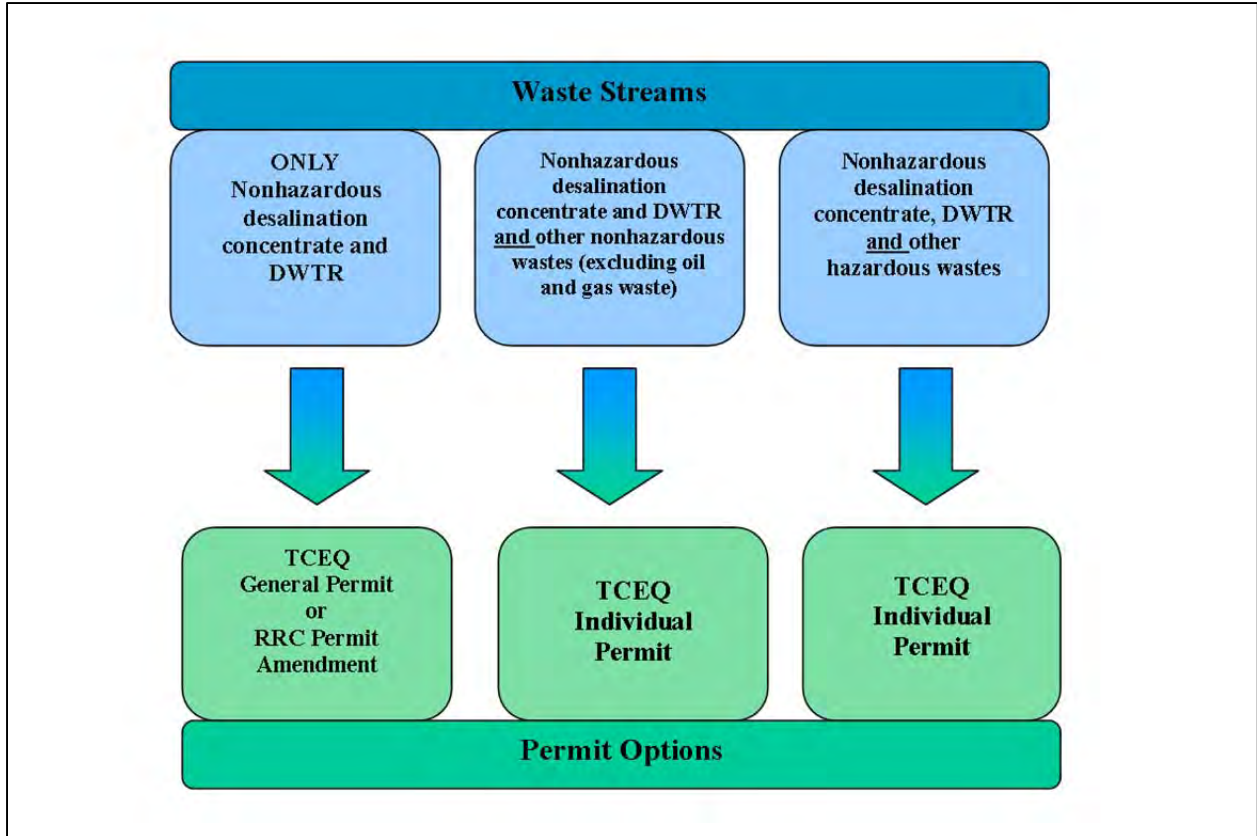 Waste Streams
ONLY
Nonhazardous
desalination
concentrate and
DWTR
Nonhazardous
desalination
concentrate and DWTR
and other nonhazardous
wastes (excluding oil
and gas waste)
Nonhazardous
desalination
concentrate, DWTR
and other
hazardous wastes
TCEQ
General Permit
or
RRC Permit
Amendment
TCEQ
Individual
Permit
TCEQ
Individual
Permit
Permit Options